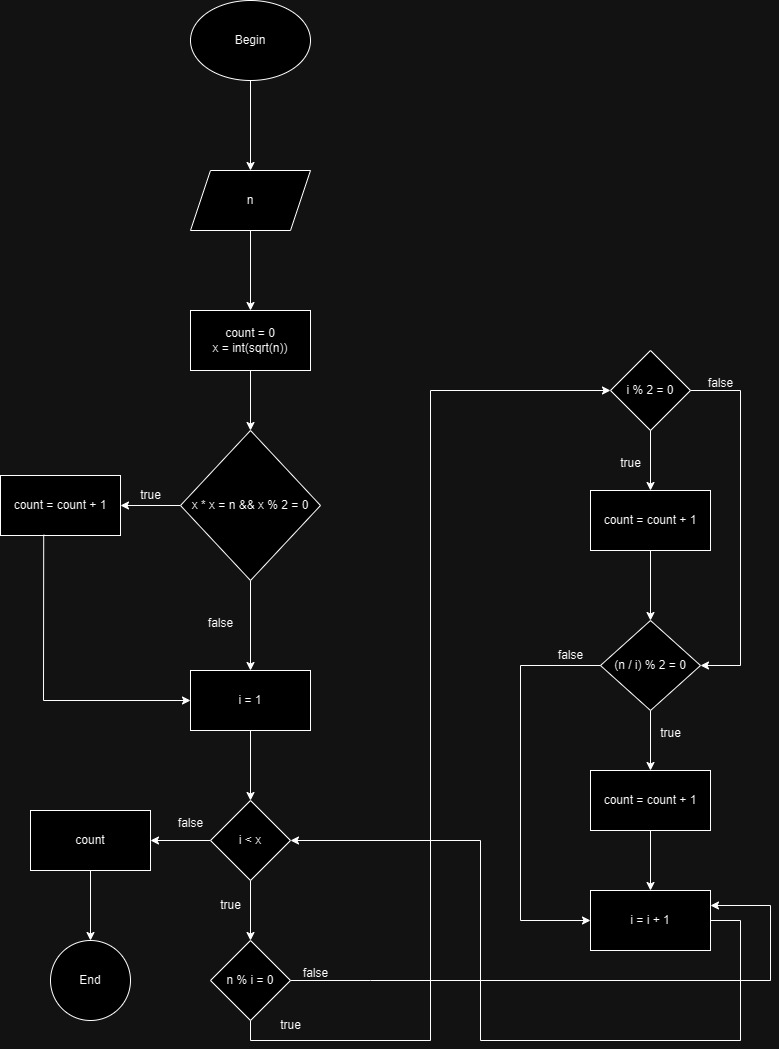 Begin
n
count = 0
x = int(sqrt(n))
x * x = n && x % 2 = 0
true
count = count + 1
false
i = 1
i < x
false
count
End
true
n % i = 0
false
true
i % 2 = 0
false
true
count = count + 1
(n / i) % 2 = 0
false
true
count = count + 1
i = i + 1